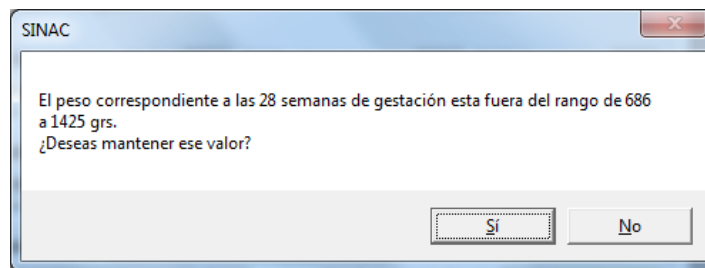 SINAC
El peso correspondiente a las 28 semanas de gestación esta fuera del rango de 686
a 1425 grs.
¿Deseas mantener ese valor?
Sí
No